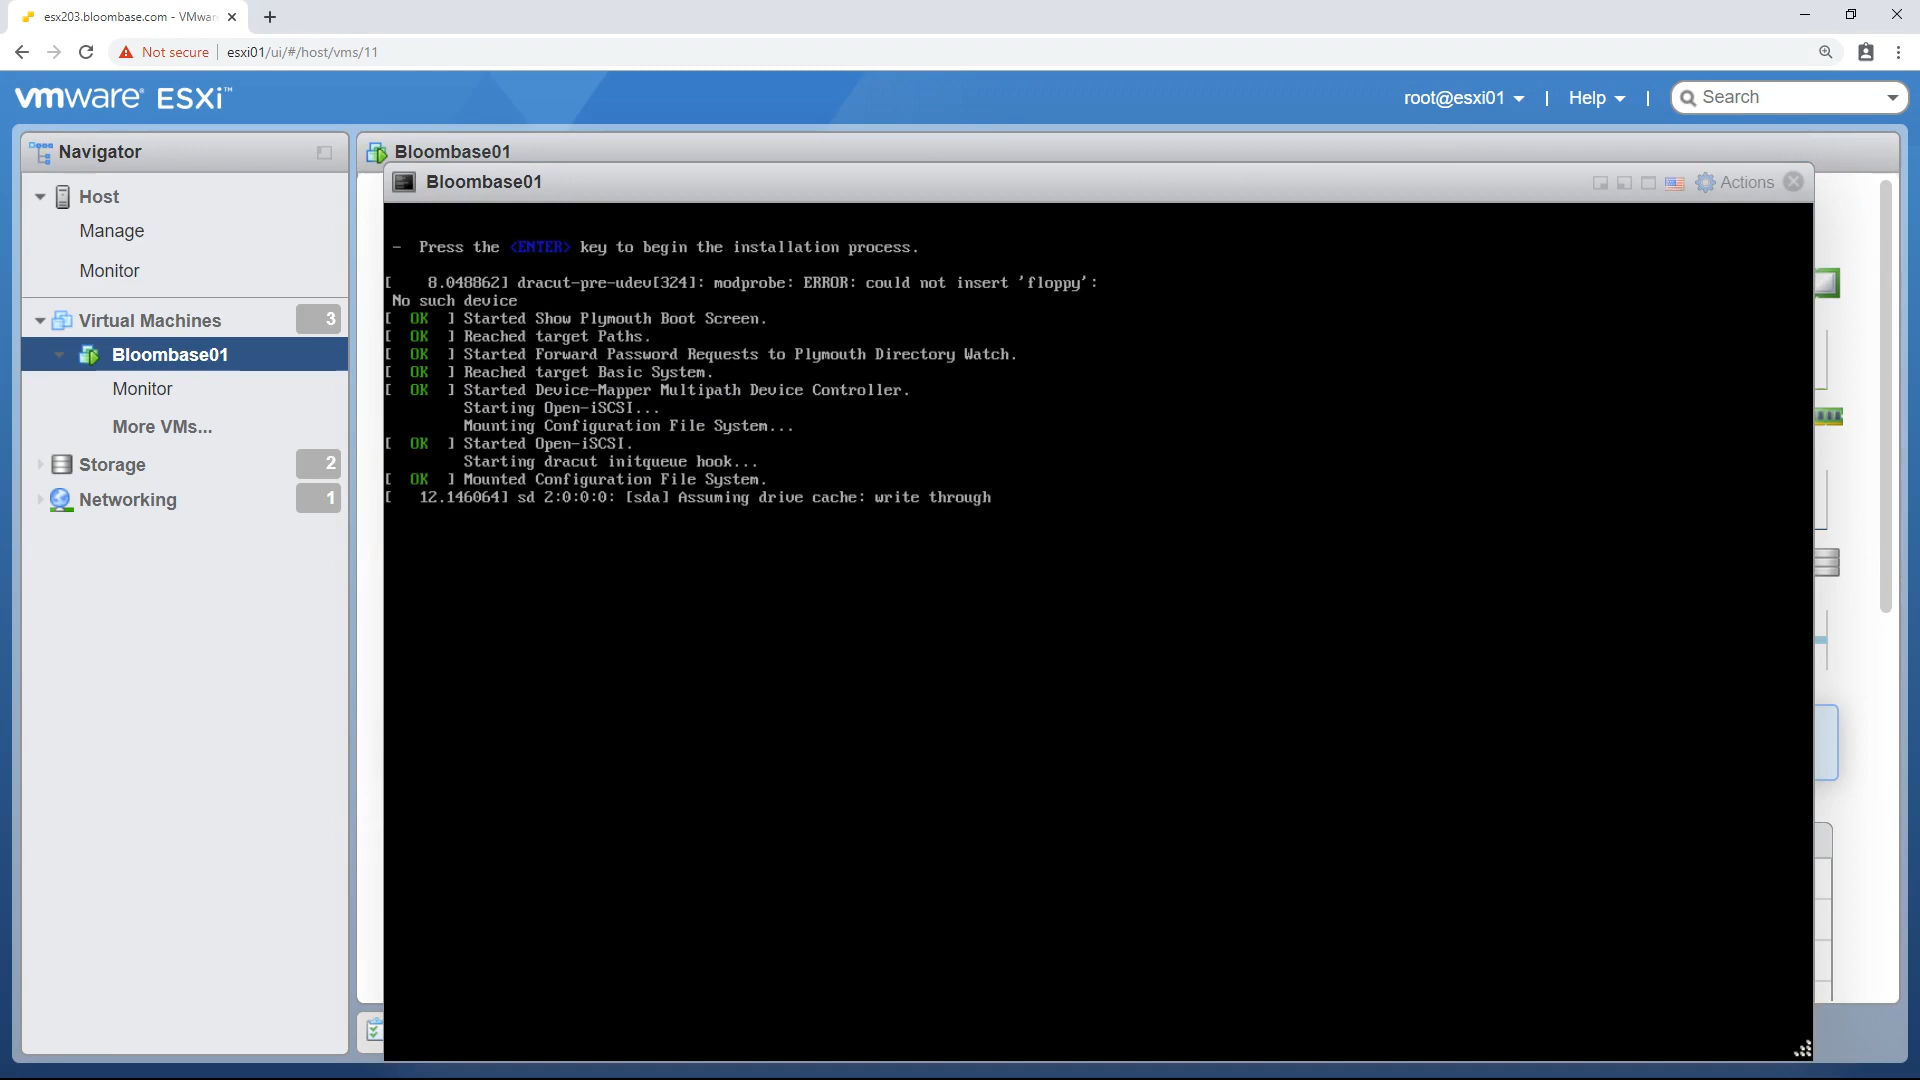 esx203.bloombase.com - VMwar
Not secure
esxi01/ui/#/host/vms/11
vmware ESXi™
root@esxi01
|
Help
|
Search
Navigator
Host
Manage
Monitor
Virtual Machines
3
Bloombase01
Monitor
More VMs...
Storage
2
Networking
1
Bloombase01
Bloombase01
Actions
-  Press the <ENTER> key to begin the installation process.
[    8.048862] dracut-pre-udev[324]: modprobe: ERROR: could not insert 'floppy':
No such device
[  OK  ] Started Show Plymouth Boot Screen.
[  OK  ] Reached target Paths.
[  OK  ] Started Forward Password Requests to Plymouth Directory Watch.
[  OK  ] Reached target Basic System.
[  OK  ] Started Device-Mapper Multipath Device Controller.
Starting Open-iSCSI...
Mounting Configuration File System...
[  OK  ] Started Open-iSCSI.
Starting dracut initqueue hook...
[  OK  ] Mounted Configuration File System.
[   12.146064] sd 2:0:0:0: [sda] Assuming drive cache: write through